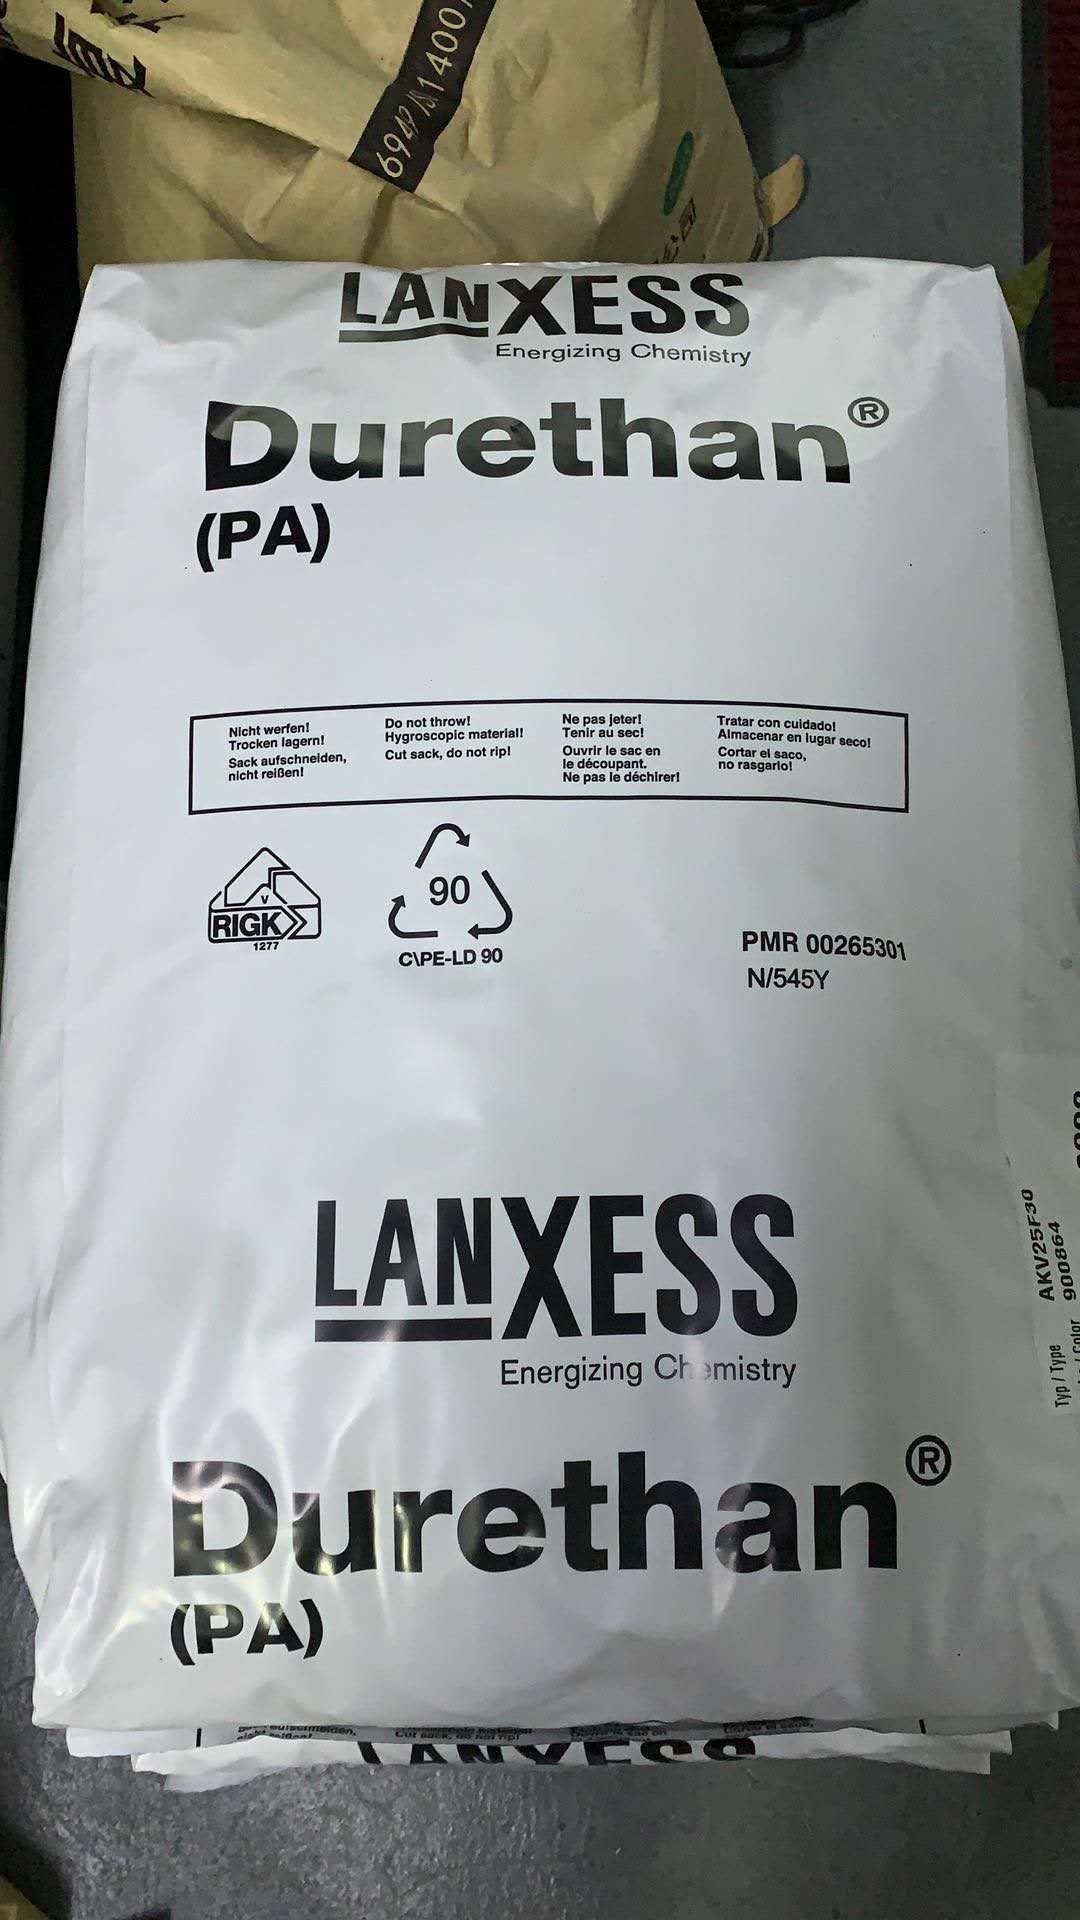 LANXESS
Energizing Chemistry
Durethan®
(PA)
Nicht werfen!
Trocken lagern!
Sack aufschneiden,
nicht reißen!
Do not throw!
Hygroscopic material!
Cut sack, do not rip!
Ne pas jeter!
Tenir au sec!
Ouvrir le sac en
le découpant.
Ne pas le déchirer!
Tratar con cuidado!
Almacenar en lugar seco!
Cortar el saco,
no rasgarlo!
V
RIGK
1277
90
C\PE-LD 90
PMR 00265301
N/545Y
Typ / Type AKV25F30
/ Color 900864
LANXESS
Energizing Chemistry
Durethan®
(PA)
LANXESS